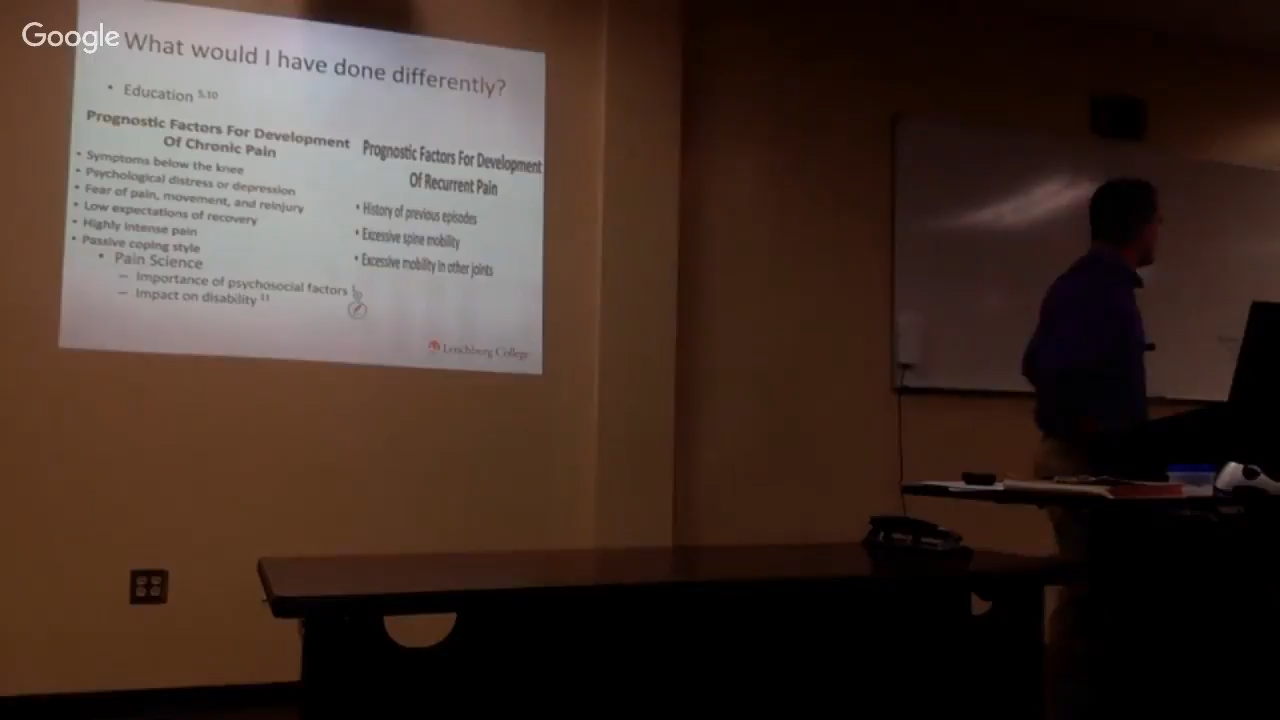 Google
What would I have done differently?
• Education 5,10
Prognostic Factors For Development
Of Chronic Pain
• Symptoms below the knee
• Psychological distress or depression
• Fear of pain, movement, and reinjury
• Low expectations of recovery
• Highly intense pain
• Passive coping style
• Pain Science
– Importance of psychosocial factors
– Impact on disability 11
Prognostic Factors For Development
Of Recurrent Pain
• History of previous episodes
• Excessive spine mobility
• Excessive mobility in other joints
Lynchburg College